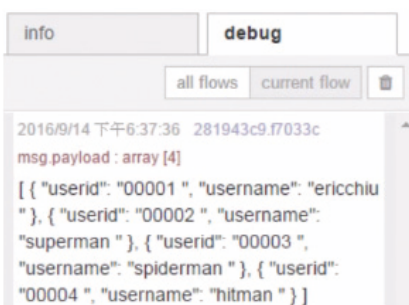 info debug
all flows current flow
2016/9/14 下午6:37:36 281943c9.f7033c
msg.payload : array [4]
[ { "userid": "00001 ", "username": "ericchiu
" }, { "userid": "00002 ", "username":
"superman " }, { "userid": "00003 ",
"username": "spiderman " }, { "userid":
"00004 ", "username": "hitman " } ]